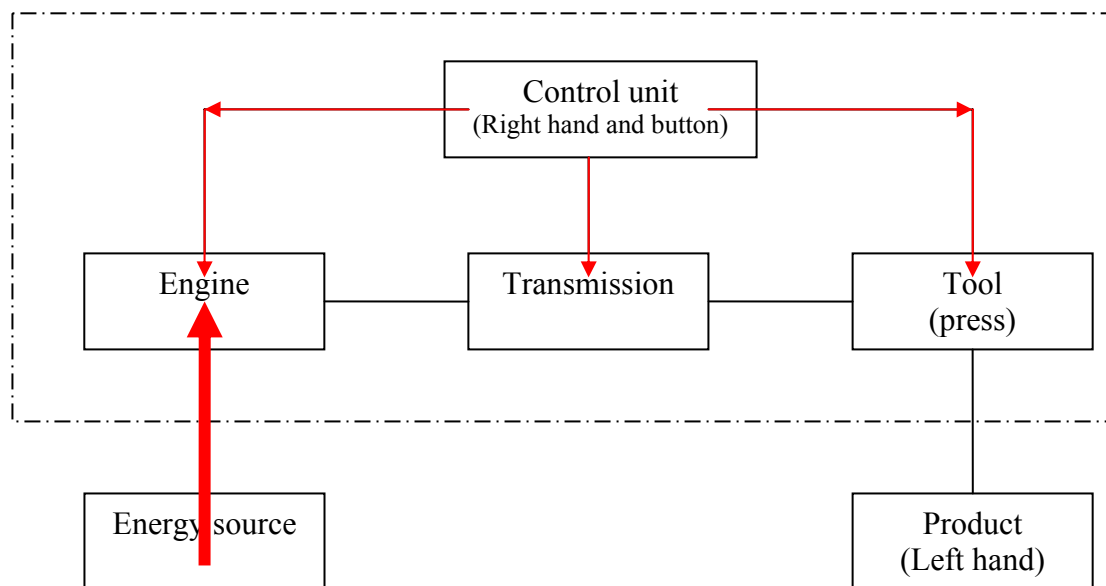 Control unit
(Right hand and button)
Engine
Transmission
Tool
(press)
Energy source
Product
(Left hand)